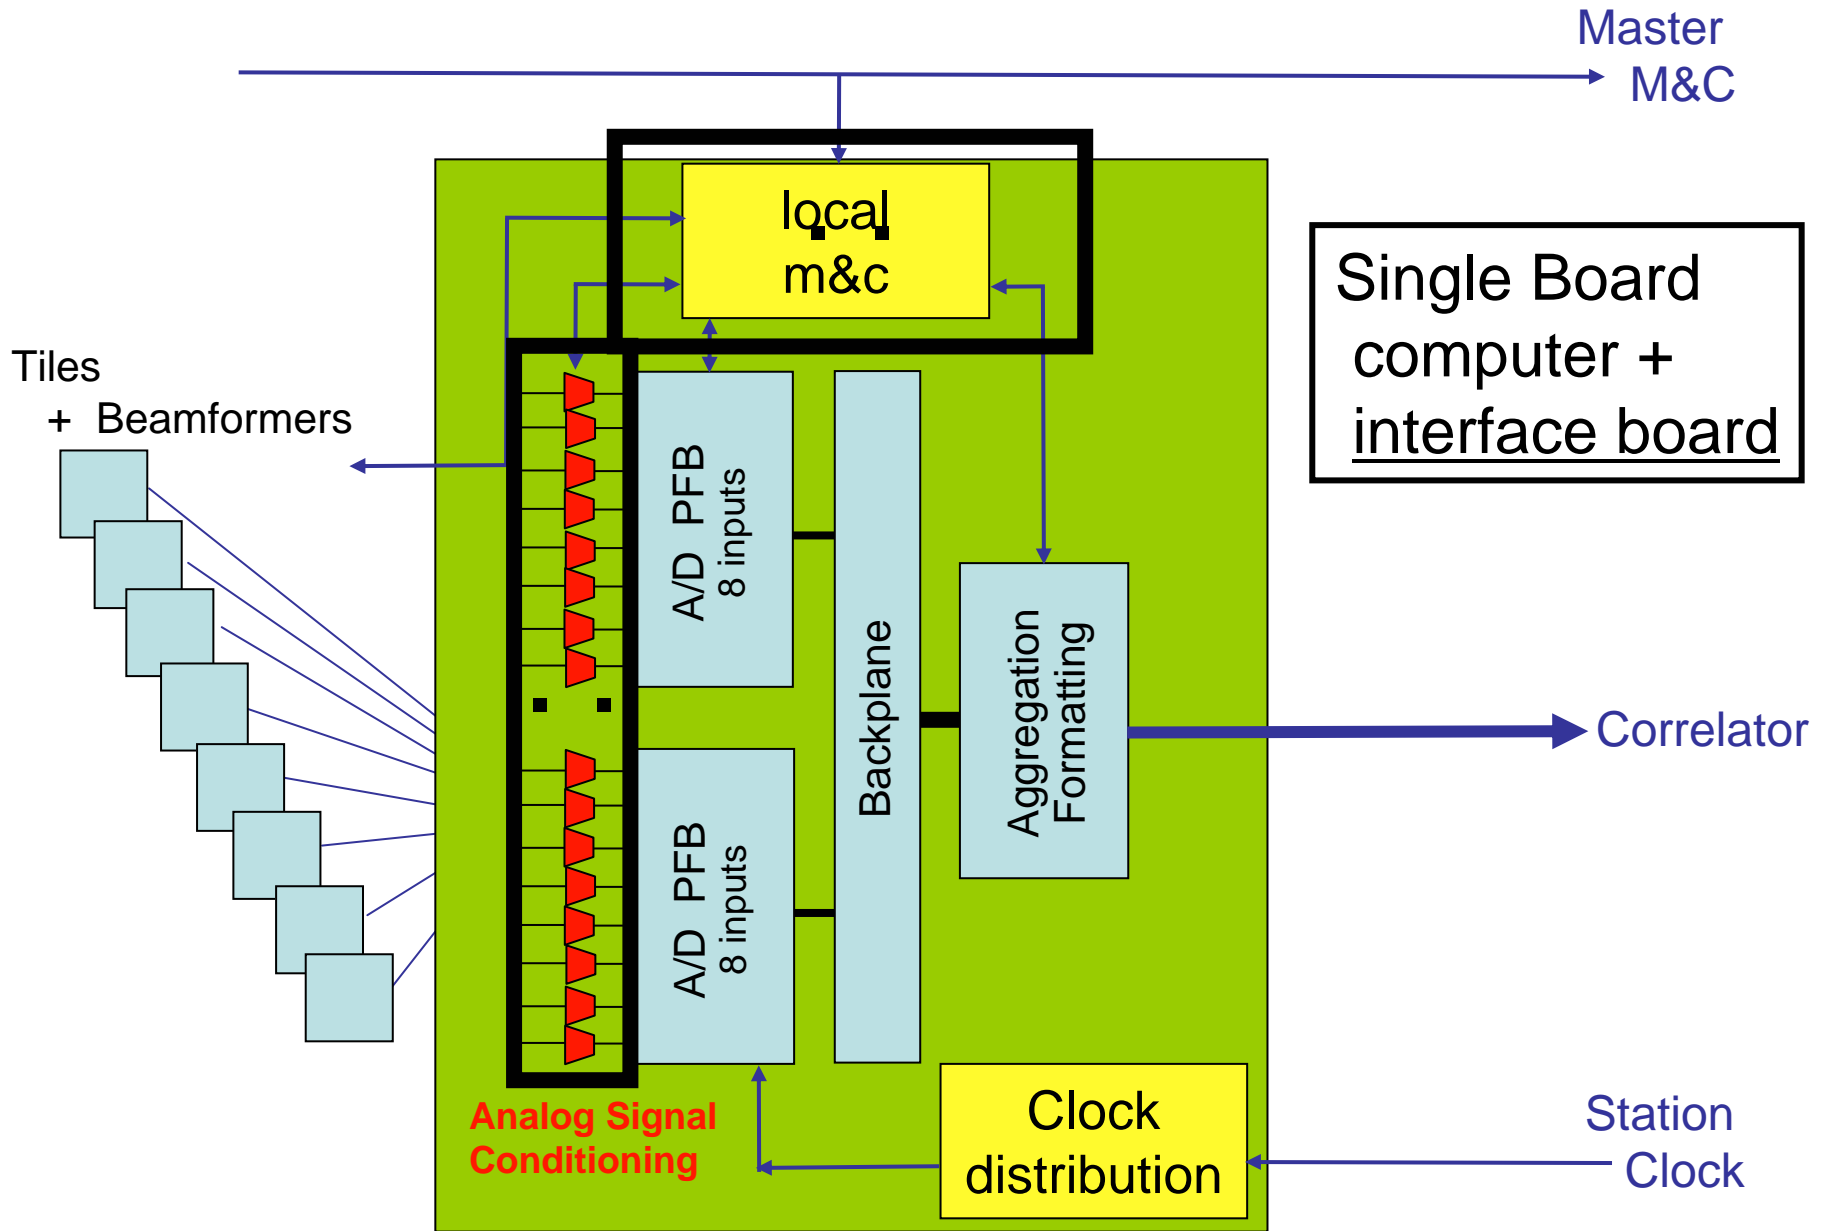 Master
M&C
local
m&c
Single Board
computer +
interface board
Tiles
+ Beamformers
A/D PFB
8 inputs
A/D PFB
8 inputs
Backplane
Aggregation
Formatting
Correlator
Analog Signal
Conditioning
Clock
distribution
Station
Clock